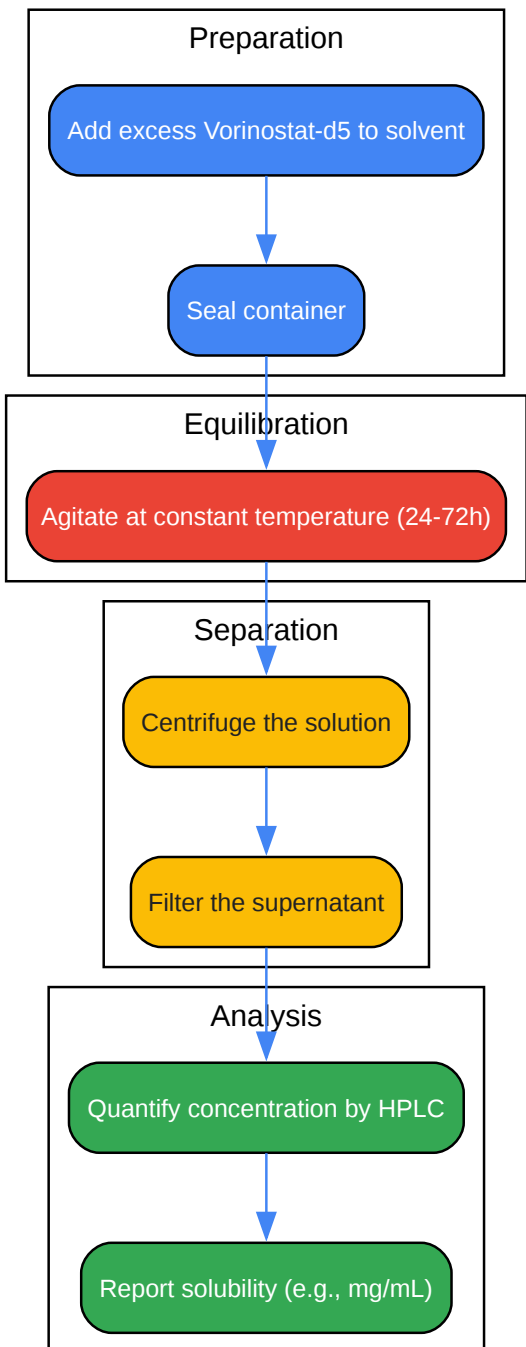 Preparation
Add excess Vorinostat-d5 to solvent
Seal container
Equilibration
Agitate at constant temperature (24-72h)
Separation
Centrifuge the solution
Filter the supernatant
Analysis
Quantify concentration by HPLC
Report solubility (e.g., mg/mL)